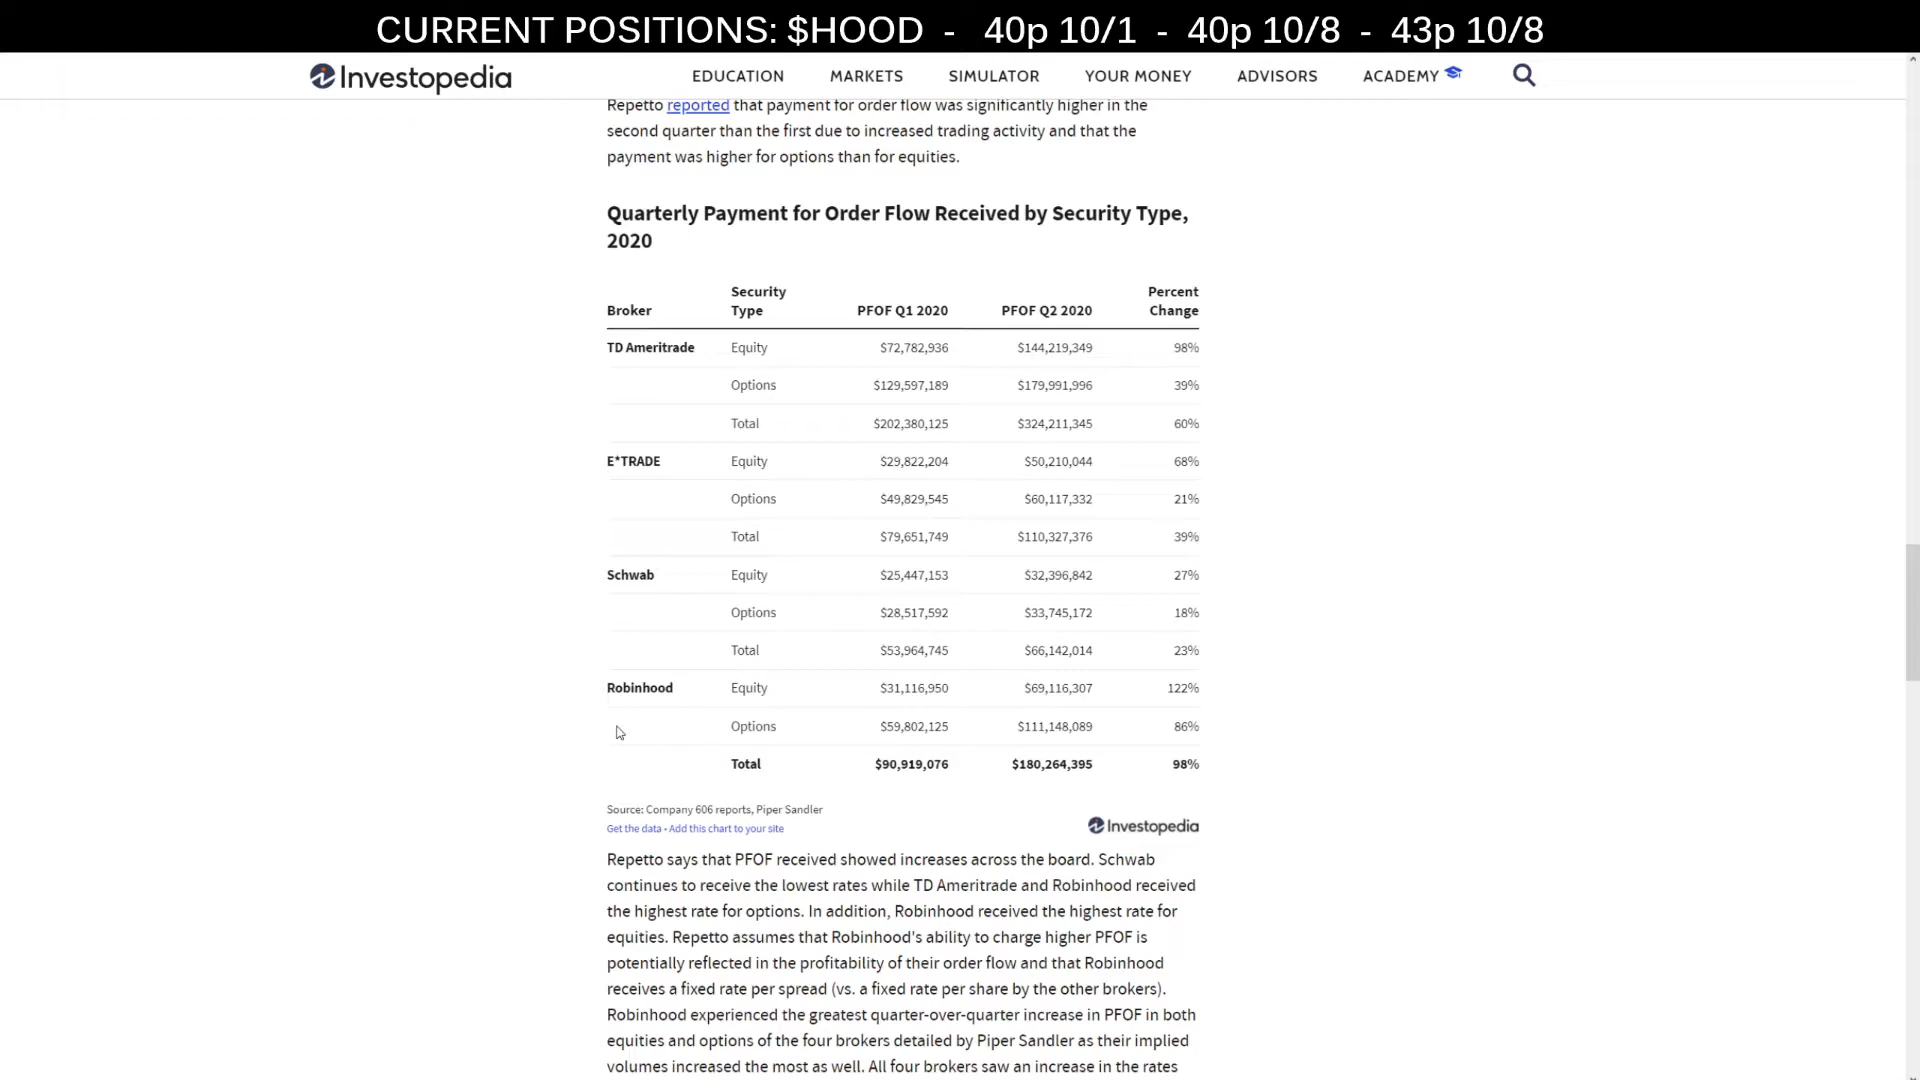 CURRENT POSITIONS: $HOOD - 40p 10/1 - 40p 10/8 - 43p 10/8
Investopedia EDUCATION MARKETS SIMULATOR YOUR MONEY ADVISORS ACADEMY
Repetto reported that payment for order flow was significantly higher in the
second quarter than the first due to increased trading activity and that the
payment was higher for options than for equities.
Quarterly Payment for Order Flow Received by Security Type,
2020
Broker Security Type PFOF Q1 2020 PFOF Q2 2020 Percent Change
TD Ameritrade Equity $72,782,936 $144,219,349 98%
Options $129,597,189 $179,991,996 39%
Total $202,380,125 $324,211,345 60%
E*TRADE Equity $29,822,204 $50,210,044 68%
Options $49,829,545 $60,117,332 21%
Total $79,651,749 $110,327,376 39%
Schwab Equity $25,447,153 $32,396,842 27%
Options $28,517,592 $33,745,172 18%
Total $53,964,745 $66,142,014 23%
Robinhood Equity $31,116,950 $69,116,307 122%
Options $59,802,125 $111,148,089 86%
Total $90,919,076 $180,264,395 98%
Source: Company 606 reports, Piper Sandler
Get the data • Add this chart to your site
Investopedia
Repetto says that PFOF received showed increases across the board. Schwab
continues to receive the lowest rates while TD Ameritrade and Robinhood received
the highest rate for options. In addition, Robinhood received the highest rate for
equities. Repetto assumes that Robinhood's ability to charge higher PFOF is
potentially reflected in the profitability of their order flow and that Robinhood
receives a fixed rate per spread (vs. a fixed rate per share by the other brokers).
Robinhood experienced the greatest quarter-over-quarter increase in PFOF in both
equities and options of the four brokers detailed by Piper Sandler as their implied
volumes increased the most as well. All four brokers saw an increase in the rates